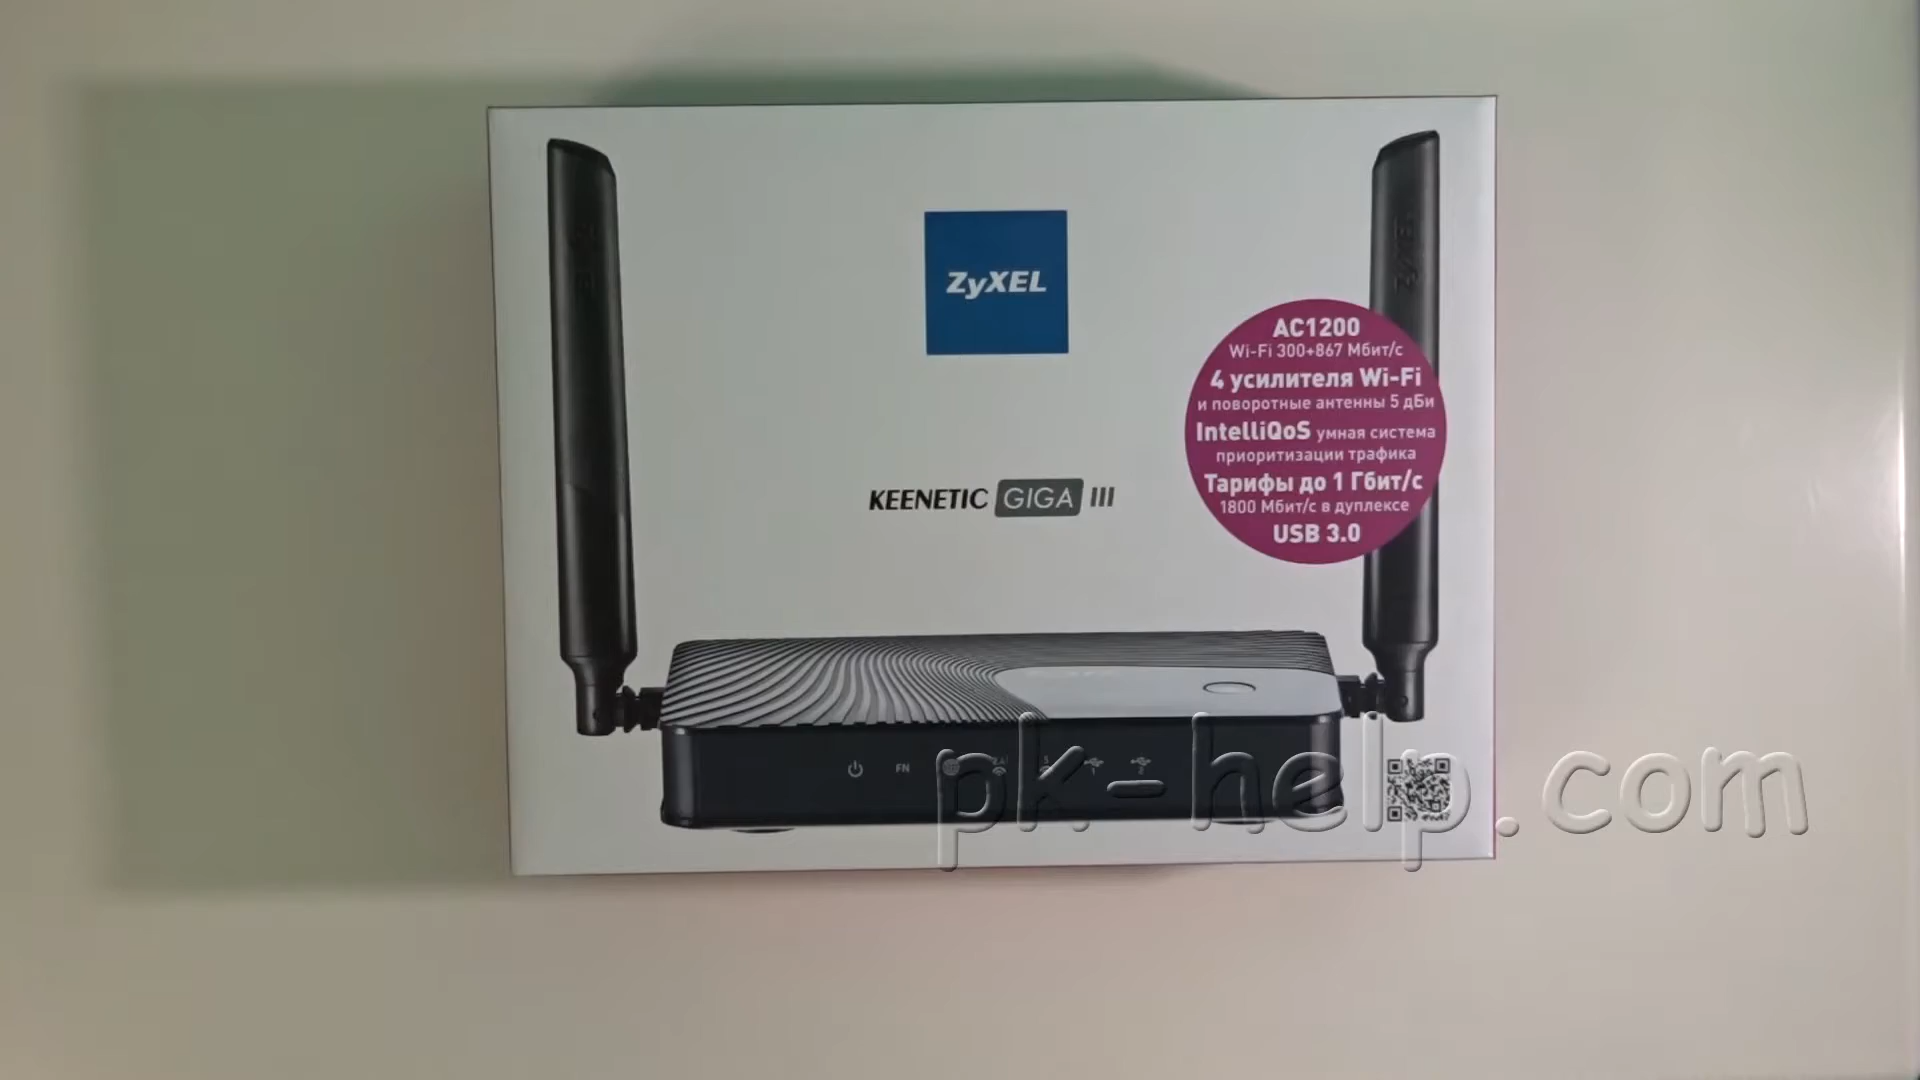 ZyXEL
AC1200
Wi-Fi 300+867 Мбит/с
4 усилителя Wi-Fi
и поворотные антенны 5 дБи
IntelliQoS умная система
приоритизации трафика
Тарифы до 1 Гбит/с
1800 Мбит/с в дуплексе
USB 3.0
KEENETIC GIGA III
FN
pk-help.com